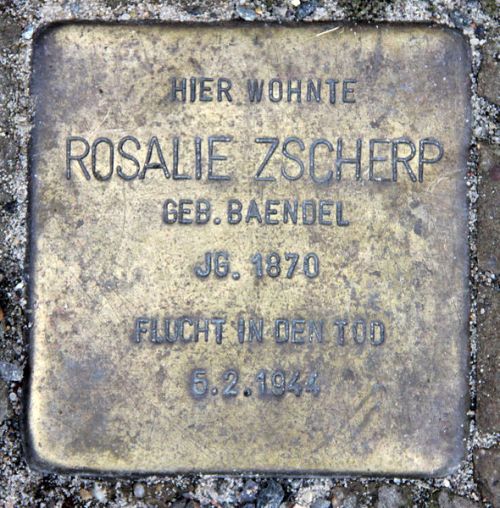 HIER WOHNTE
ROSALIE ZSCHERP
GEB. BAENDEL
JG. 1870
FLUCHT IN DEN TOD
5.2.1944